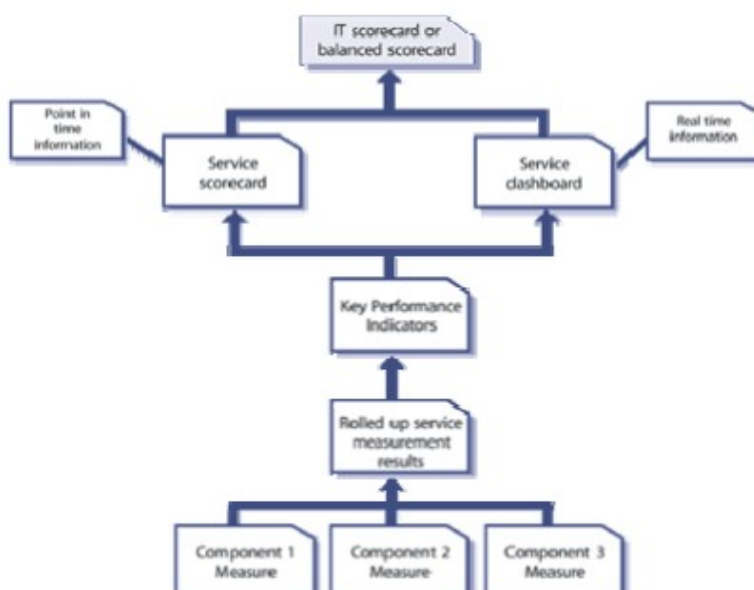 IT scorecard or
balanced scorecard
Point in
time
information
Real time
information
Service
scorecard
Service
dashboard
Key Performance
Indicators
Rolled up service
measurement
results
Component 1
Measure
Component 2
Measure
Component 3
Measure